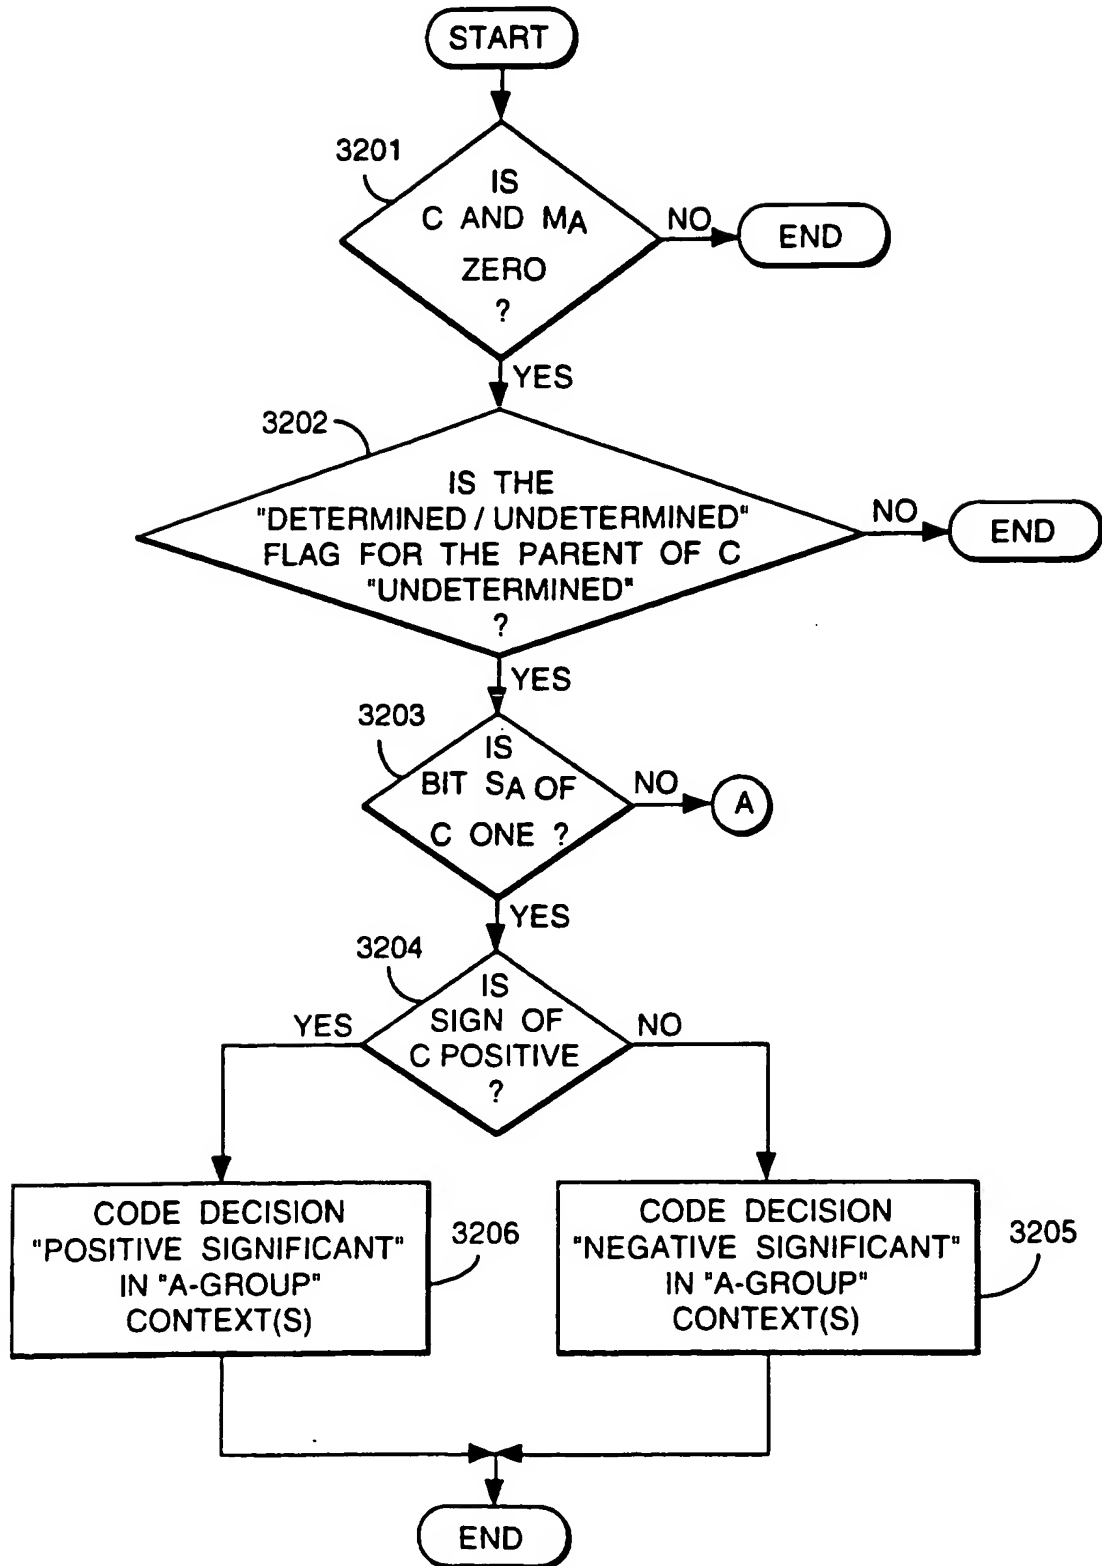 START
3201
IS
C AND MA
ZERO
?
NO
END
YES
3202
IS THE
"DETERMINED / UNDETERMINED"
FLAG FOR THE PARENT OF C
"UNDETERMINED"
?
NO
END
YES
3203
IS
BIT SA OF
C ONE ?
NO
A
YES
3204
IS
SIGN OF
C POSITIVE
?
YES
NO
CODE DECISION
"POSITIVE SIGNIFICANT"
IN "A-GROUP"
CONTEXT(S)
3206
CODE DECISION
"NEGATIVE SIGNIFICANT"
IN "A-GROUP"
CONTEXT(S)
3205
END